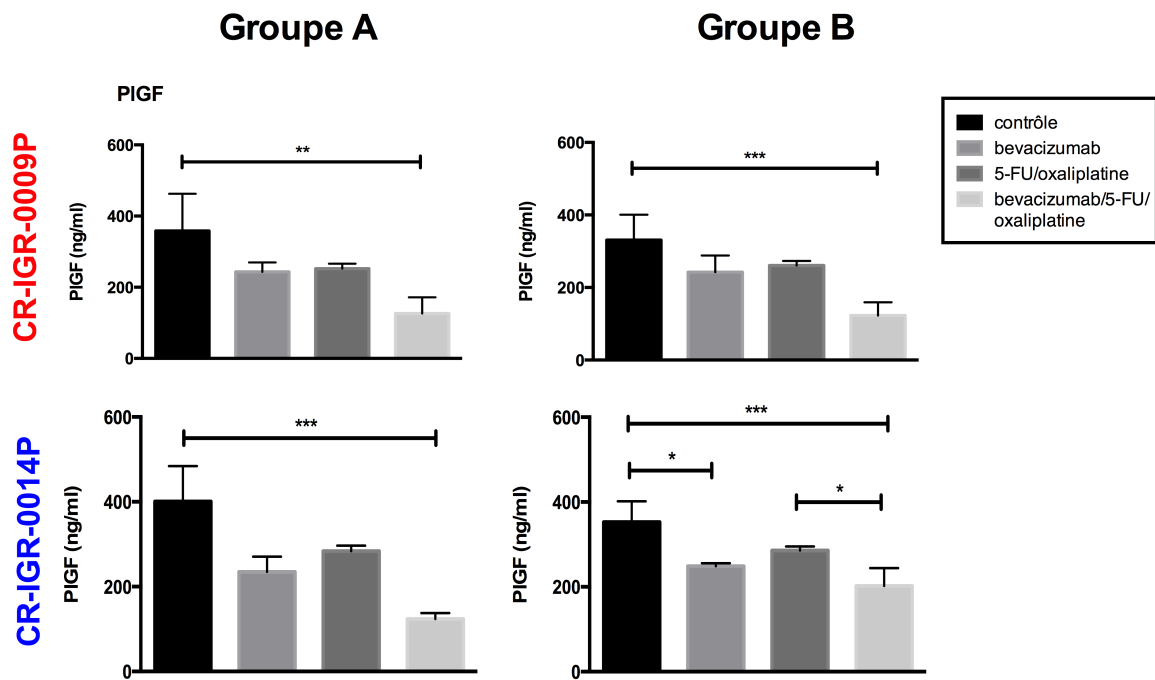 Groupe A
Groupe B
PlGF
CR-IGR-0009P
PlGF (ng/ml)
600
400
200
0
**
PlGF (ng/ml)
600
400
200
0
***
contrôle
bevacizumab
5-FU/oxaliplatine
bevacizumab/5-FU/
oxaliplatine
CR-IGR-0014P
PlGF (ng/ml)
600
400
200
0
***
PlGF (ng/ml)
600
400
200
0
***
*
*